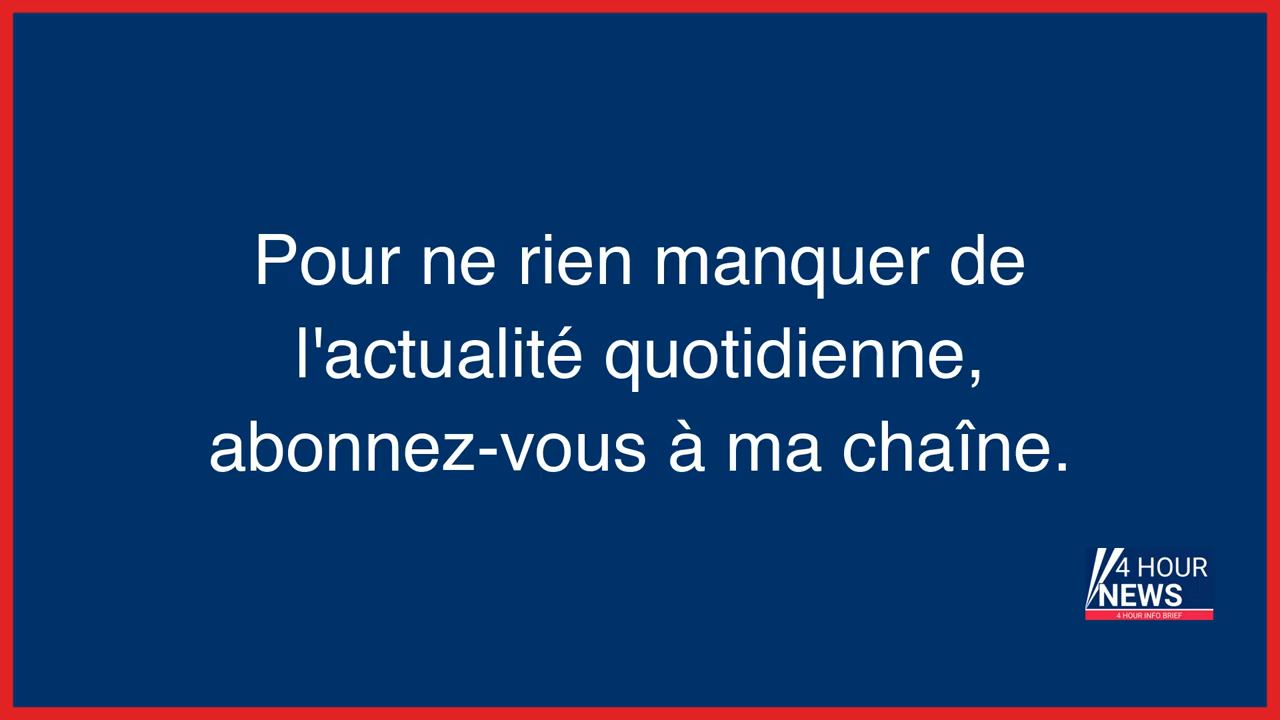 Pour ne rien manquer de
l'actualité quotidienne,
abonnez-vous à ma chaîne.
4 HOUR
NEWS
4 HOUR INFO BRIEF